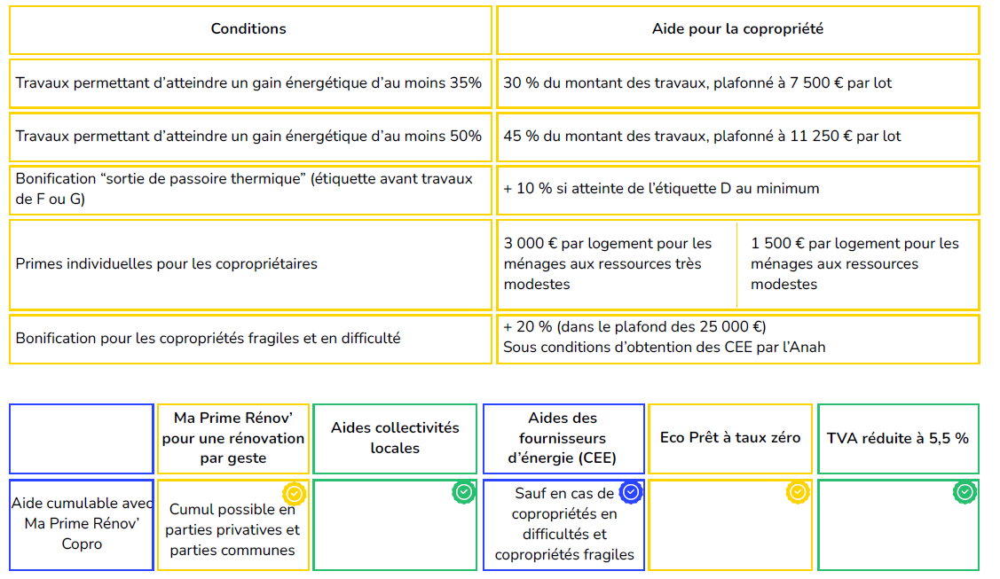 Conditions
Aide pour la copropriété
Travaux permettant d’atteindre un gain énergétique d’au moins 35%
30 % du montant des travaux, plafonné à 7 500 € par lot
Travaux permettant d’atteindre un gain énergétique d’au moins 50%
45 % du montant des travaux, plafonné à 11 250 € par lot
Bonification “sortie de passoire thermique” (étiquette avant travaux
de F ou G)
+ 10 % si atteinte de l’étiquette D au minimum
Primes individuelles pour les copropriétaires
3 000 € par logement pour les
ménages aux ressources très
modestes
1 500 € par logement pour les
ménages aux ressources
modestes
Bonification pour les copropriétés fragiles et en difficulté
+ 20 % (dans le plafond des 25 000 €)
Sous conditions d’obtention des CEE par l’Anah
Ma Prime Rénov’
pour une rénovation
par geste
Aides collectivités
locales
Aides des
fournisseurs
d’énergie (CEE)
Eco Prêt à taux zéro
TVA réduite à 5,5 %
Aide cumulable avec
Ma Prime Rénov’
Copro
Cumul possible en
parties privatives et
parties communes
Sauf en cas de
copropriétés en
difficultés et
copropriétés fragiles